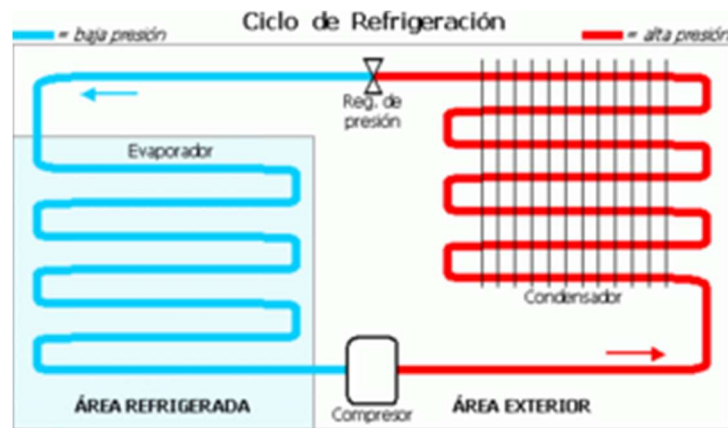 Ciclo de Refrigeración
= baja presión
= alta presión
Reg. de
presión
Evaporador
Condensador
ÁREA REFRIGERADA
Compresor
ÁREA EXTERIOR